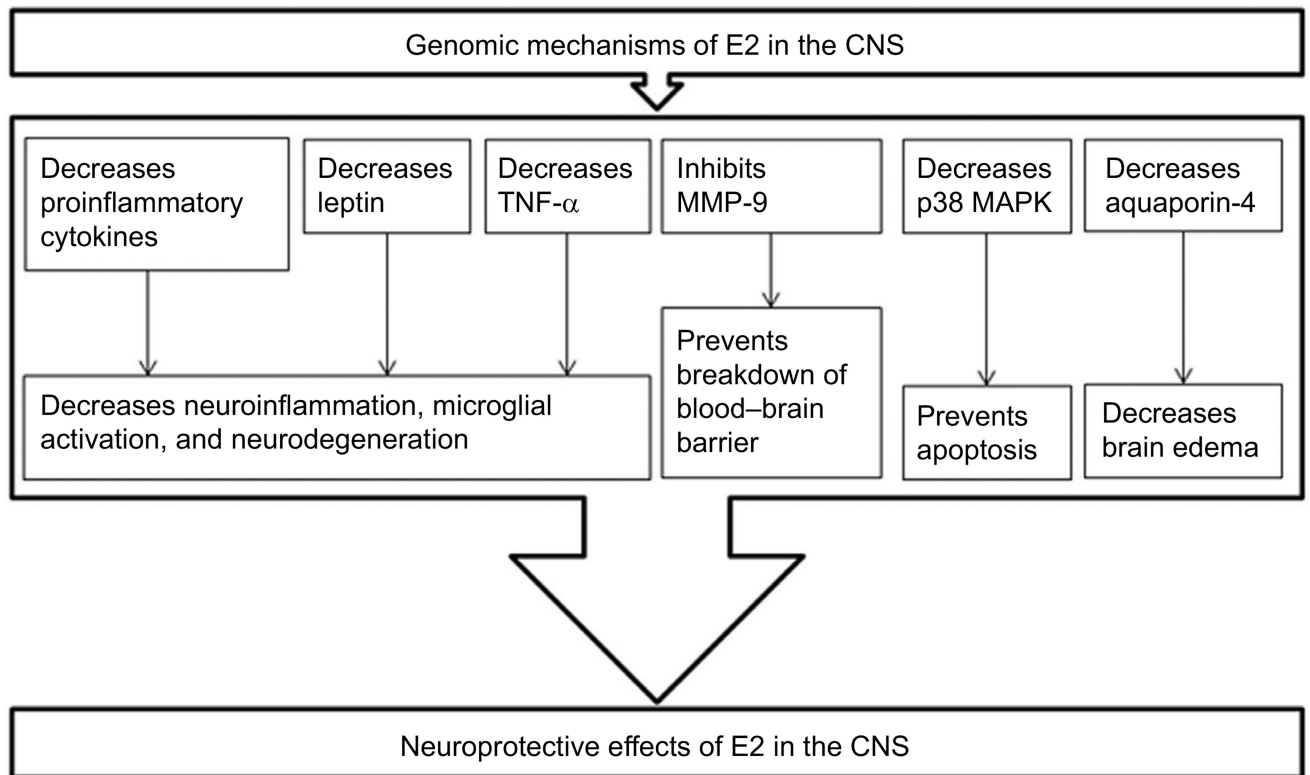 Genomic mechanisms of E2 in the CNS
Decreases
proinflammatory
cytokines
Decreases
leptin
Decreases
TNF-α
Inhibits
MMP-9
Decreases
p38 MAPK
Decreases
aquaporin-4
Decreases neuroinflammation, microglial
activation, and neurodegeneration
Prevents
breakdown of
blood–brain
barrier
Prevents
apoptosis
Decreases
brain edema
Neuroprotective effects of E2 in the CNS